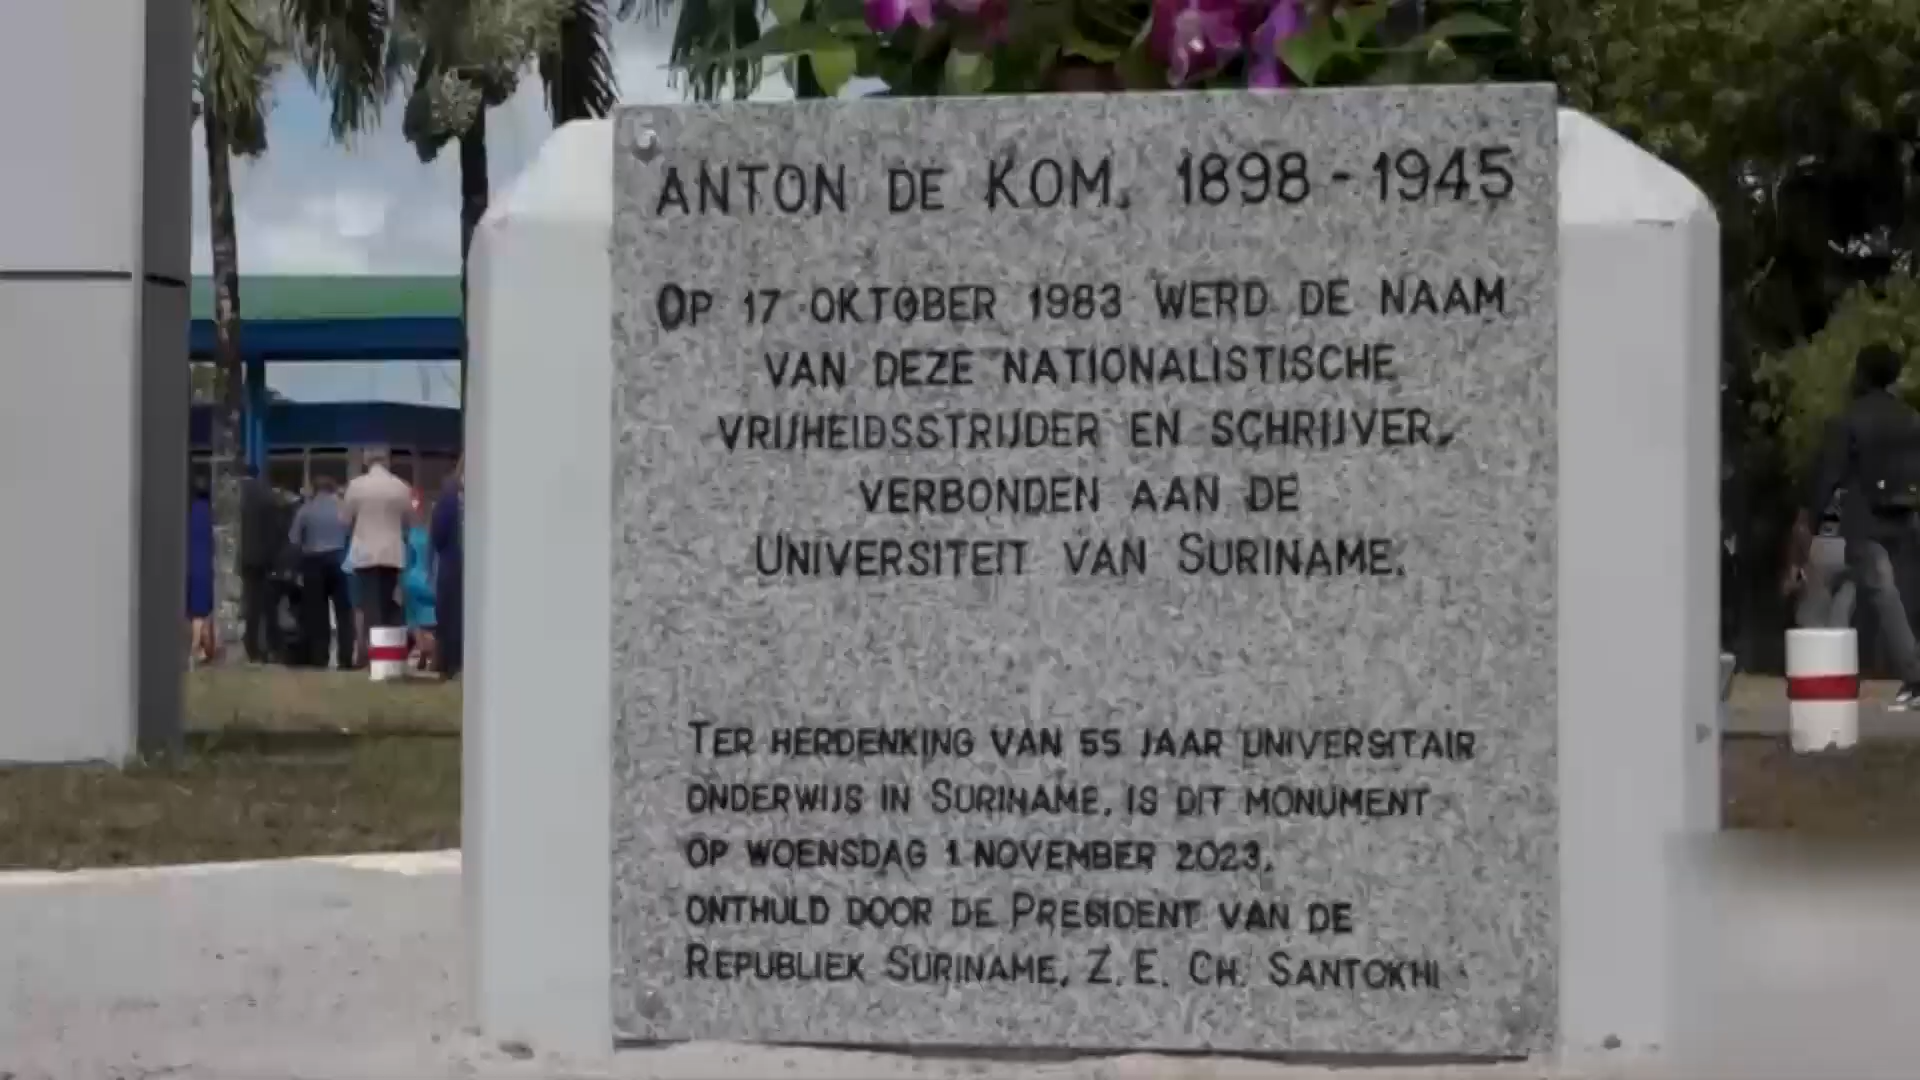 ANTON DE KOM, 1898 - 1945
OP 17 OKTOBER 1983 WERD DE NAAM
VAN DEZE NATIONALISTISCHE
VRIJHEIDSSTRIJDER EN SCHRIJVER,
VERBONDEN AAN DE
UNIVERSITEIT VAN SURINAME.
TER HERDENKING VAN 55 JAAR UNIVERSITAIR
ONDERWIJS IN SURINAME, IS DIT MONUMENT
OP WOENSDAG 1 NOVEMBER 2023,
ONTHULD DOOR DE PRESIDENT VAN DE
REPUBLIEK SURINAME, Z. E. CH. SANTOKHI